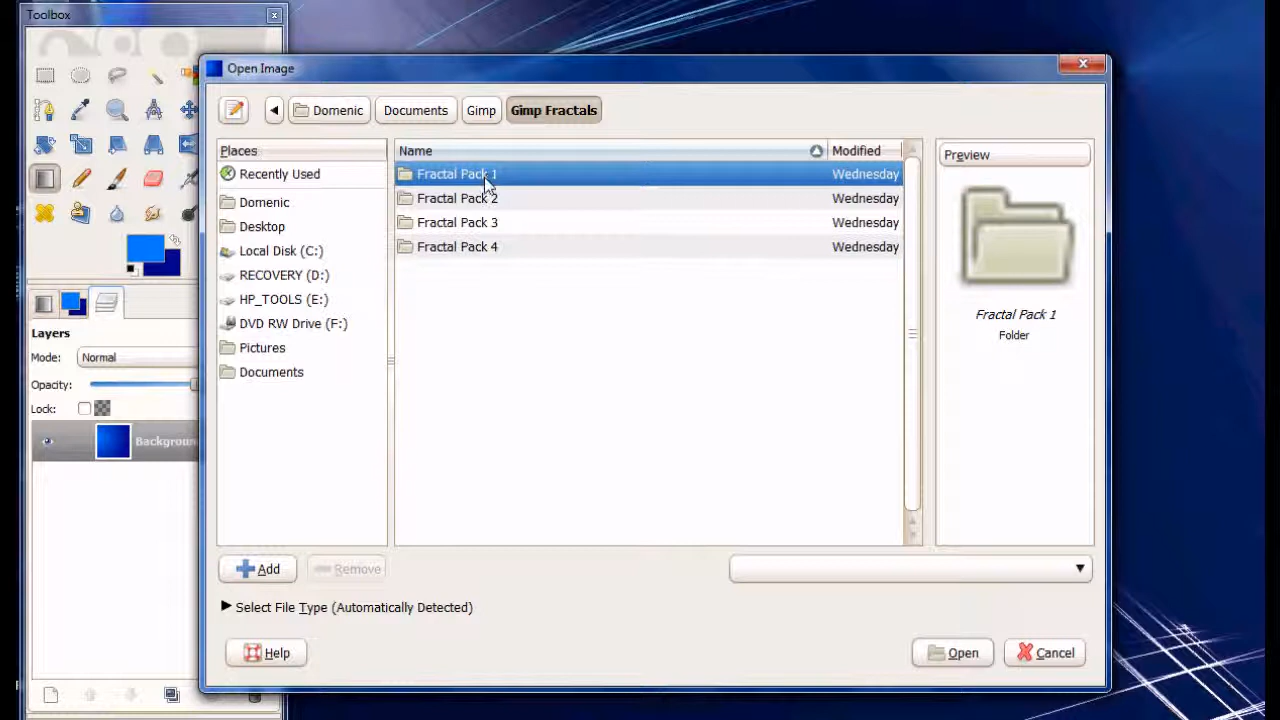 Toolbox
Open Image
Domenic
Documents
Gimp
Gimp Fractals
Places
Name
Modified
Preview
Recently Used
Domenic
Desktop
Local Disk (C:)
RECOVERY (D:)
HP_TOOLS (E:)
DVD RW Drive (F:)
Pictures
Documents
Fractal Pack 1 Wednesday
Fractal Pack 2 Wednesday
Fractal Pack 3 Wednesday
Fractal Pack 4 Wednesday
Fractal Pack 1
Folder
Layers
Mode: Normal
Opacity:
Lock:
Background
Add
Remove
Select File Type (Automatically Detected)
Help
Open
Cancel